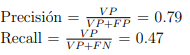 Precisión = VP/VP+FP = 0.79
Recall = VP/VP+FN = 0.47